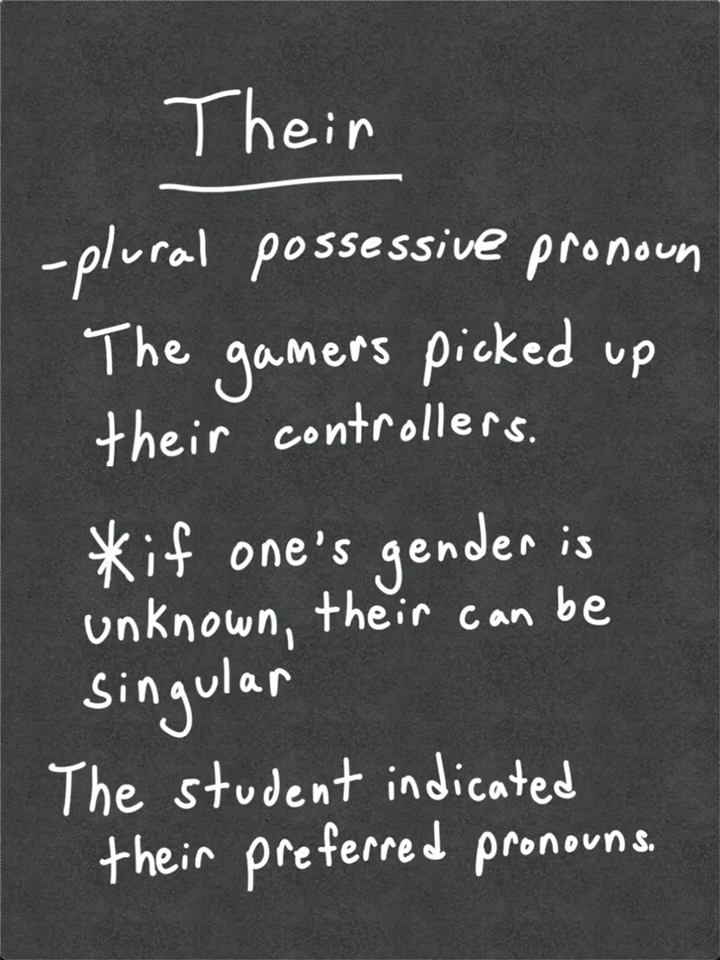 Their
-plural possessive pronoun
The gamers picked up
their controllers.
*if one's gender is
unknown, their can be
singular
The student indicated
their preferred pronouns.